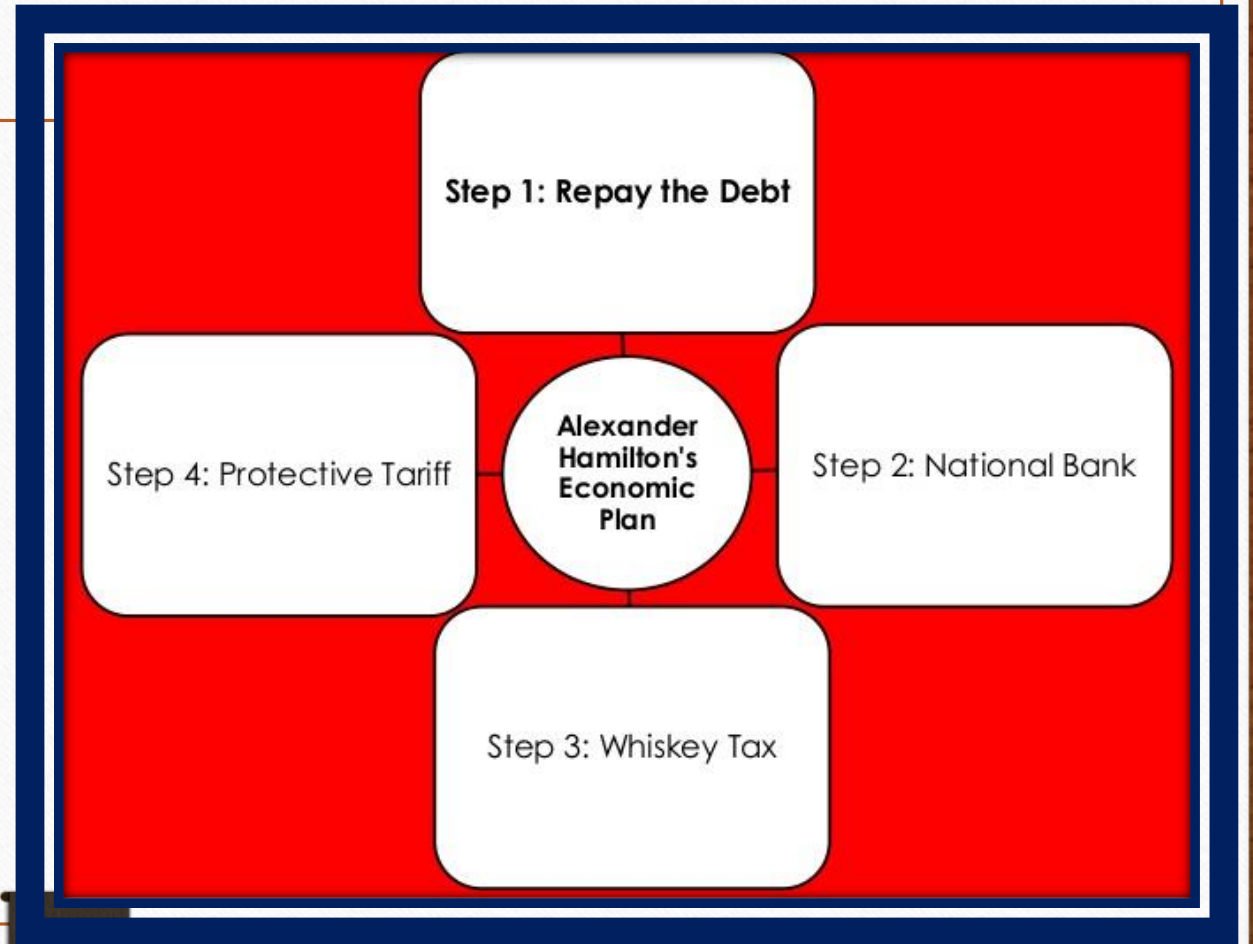 Step 1: Repay the Debt
Alexander
Hamilton's
Economic
Plan
Step 2: National Bank
Step 4: Protective Tariff
Step 3: Whiskey Tax